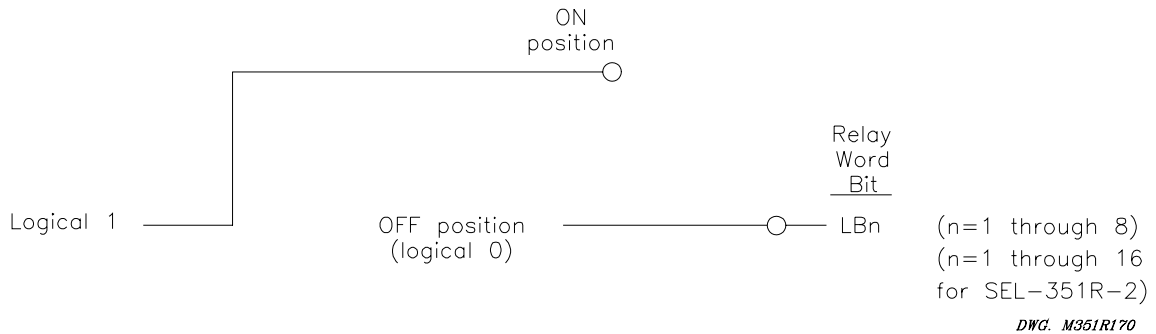 ON
position
Relay
Word
Bit
Logical 1
OFF position
(logical 0)
LBn
(n=1 through 8)
(n=1 through 16
for SEL-351R-2)
DWG. M351R170